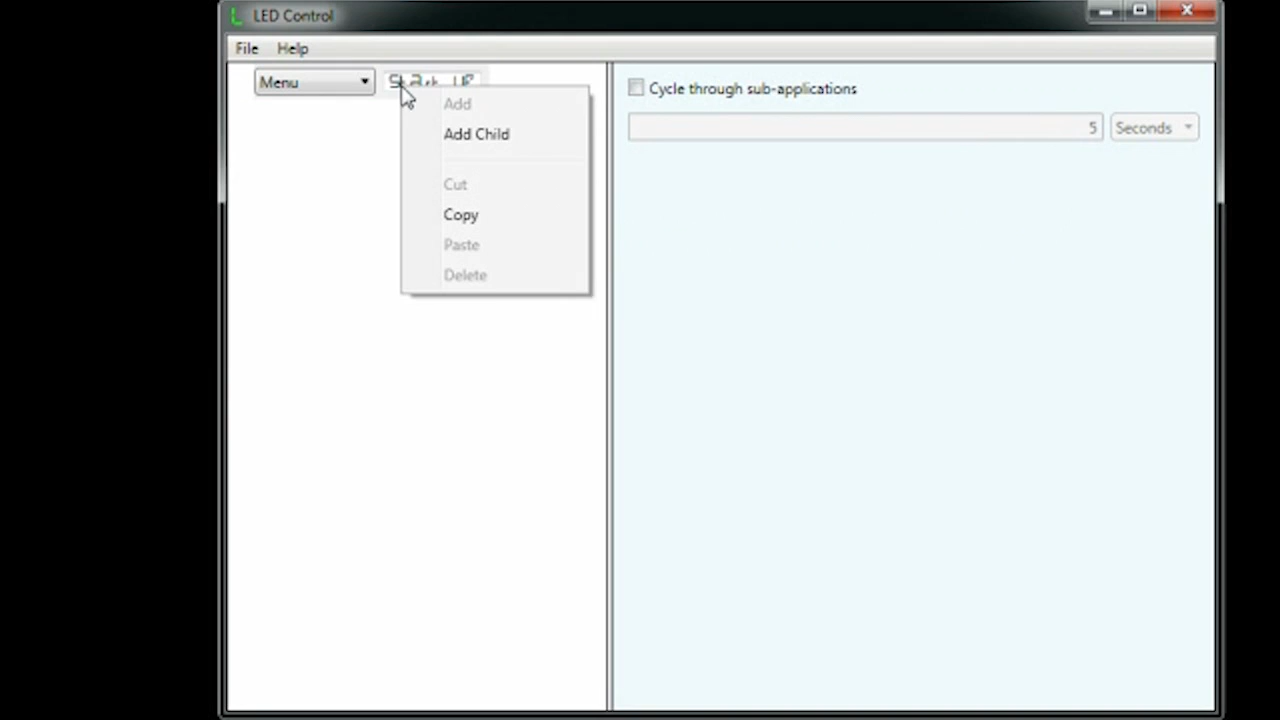 LED Control
File Help
Menu
Add
Add Child
Cut
Copy
Paste
Delete
Cycle through sub-applications
5 Seconds